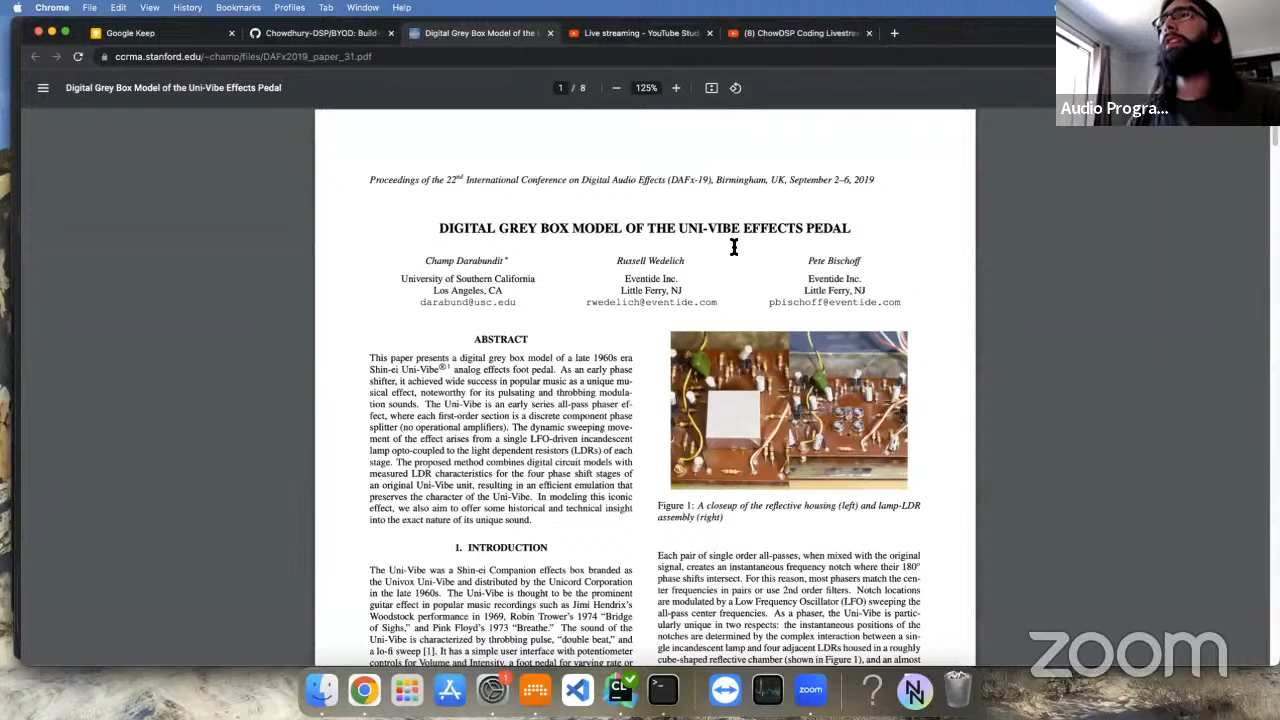 Chrome File Edit View History Bookmarks Profiles Tab Window Help
Google Keep
Chowdhury-DSP/BYOD: Build-
Digital Grey Box Model of the
Live streaming - YouTube Stud
(8) ChowDSP Coding Livestre
ccrma.stanford.edu/~champ/files/DAFx2019_paper_31.pdf
Digital Grey Box Model of the Uni-Vibe Effects Pedal
1 / 8
125%
Audio Progra...
Proceedings of the 22nd International Conference on Digital Audio Effects (DAFx-19), Birmingham, UK, September 2–6, 2019
DIGITAL GREY BOX MODEL OF THE UNI-VIBE EFFECTS PEDAL
Champ Darabundit *
University of Southern California
Los Angeles, CA
darabund@usc.edu
Russell Wedelich
Eventide Inc.
Little Ferry, NJ
rwedelich@eventide.com
Pete Bischoff
Eventide Inc.
Little Ferry, NJ
pbischoff@eventide.com
ABSTRACT
This paper presents a digital grey box model of a late 1960s era
Shin-ei Uni-Vibe®1 analog effects foot pedal. As an early phase
shifter, it achieved wide success in popular music as a unique mu-
sical effect, noteworthy for its pulsating and throbbing modula-
tion sounds. The Uni-Vibe is an early series all-pass phaser ef-
fect, where each first-order section is a discrete component phase
splitter (no operational amplifiers). The dynamic sweeping move-
ment of the effect arises from a single LFO-driven incandescent
lamp opto-coupled to the light dependent resistors (LDRs) of each
stage. The proposed method combines digital circuit models with
measured LDR characteristics for the four phase shift stages of
an original Uni-Vibe unit, resulting in an efficient emulation that
preserves the character of the Uni-Vibe. In modeling this iconic
effect, we also aim to offer some historical and technical insight
into the exact nature of its unique sound.
1. INTRODUCTION
The Uni-Vibe was a Shin-ei Companion effects box branded as
the Univox Uni-Vibe and distributed by the Unicord Corporation
in the late 1960s. The Uni-Vibe is thought to be the prominent
guitar effect in popular music recordings such as Jimi Hendrix's
Woodstock performance in 1969, Robin Trower's 1974 “Bridge
of Sighs,” and Pink Floyd's 1973 “Breathe.” The sound of the
Uni-Vibe is characterized by throbbing pulse, “double beat,” and
a lo-fi sweep [1]. It has a simple user interface with potentiometer
controls for Volume and Intensity, a foot pedal for varying rate or
Figure 1: A closeup of the reflective housing (left) and lamp-LDR
assembly (right)
Each pair of single order all-passes, when mixed with the original
signal, creates an instantaneous frequency notch where their 180°
phase shifts intersect. For this reason, most phasers match the cen-
ter frequencies in pairs or use 2nd order filters. Notch locations
are modulated by a Low Frequency Oscillator (LFO) sweeping the
all-pass center frequencies. As a phaser, the Uni-Vibe is partic-
ularly unique in two respects: the instantaneous positions of the
notches are determined by the complex interaction between a sin-
gle incandescent lamp and four adjacent LDRs housed in a roughly
cube-shaped reflective chamber (shown in Figure 1), and an almost
zoom
1
CL
zoom
N